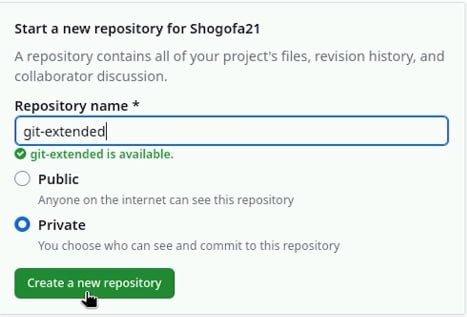 Start a new repository for Shogofa21
A repository contains all of your project's files, revision history, and
collaborator discussion.
Repository name *
git-extended
git-extended is available.
Public
Anyone on the internet can see this repository
Private
You choose who can see and commit to this repository
Create a new repository